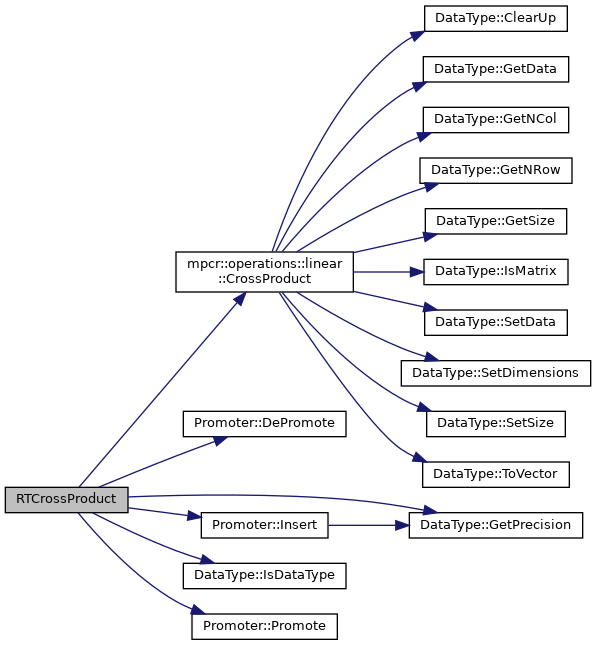 DataType::ClearUp
DataType::GetData
DataType::GetNCol
DataType::GetNRow
DataType::GetSize
mpcr::operations::linear
::CrossProduct
DataType::IsMatrix
DataType::SetData
DataType::SetDimensions
Promoter::DePromote
DataType::SetSize
DataType::ToVector
RTCrossProduct
Promoter::Insert
DataType::GetPrecision
DataType::IsDataType
Promoter::Promote